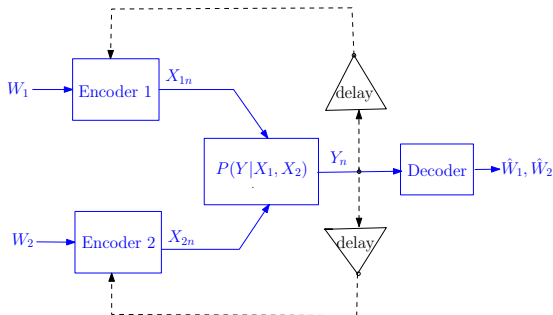 delay
W₁
Encoder 1
X₁ₙ
P(Y|X₁, X₂)
Yₙ
Decoder
Ŵ₁, Ŵ₂
W₂
Encoder 2
X₂ₙ
delay